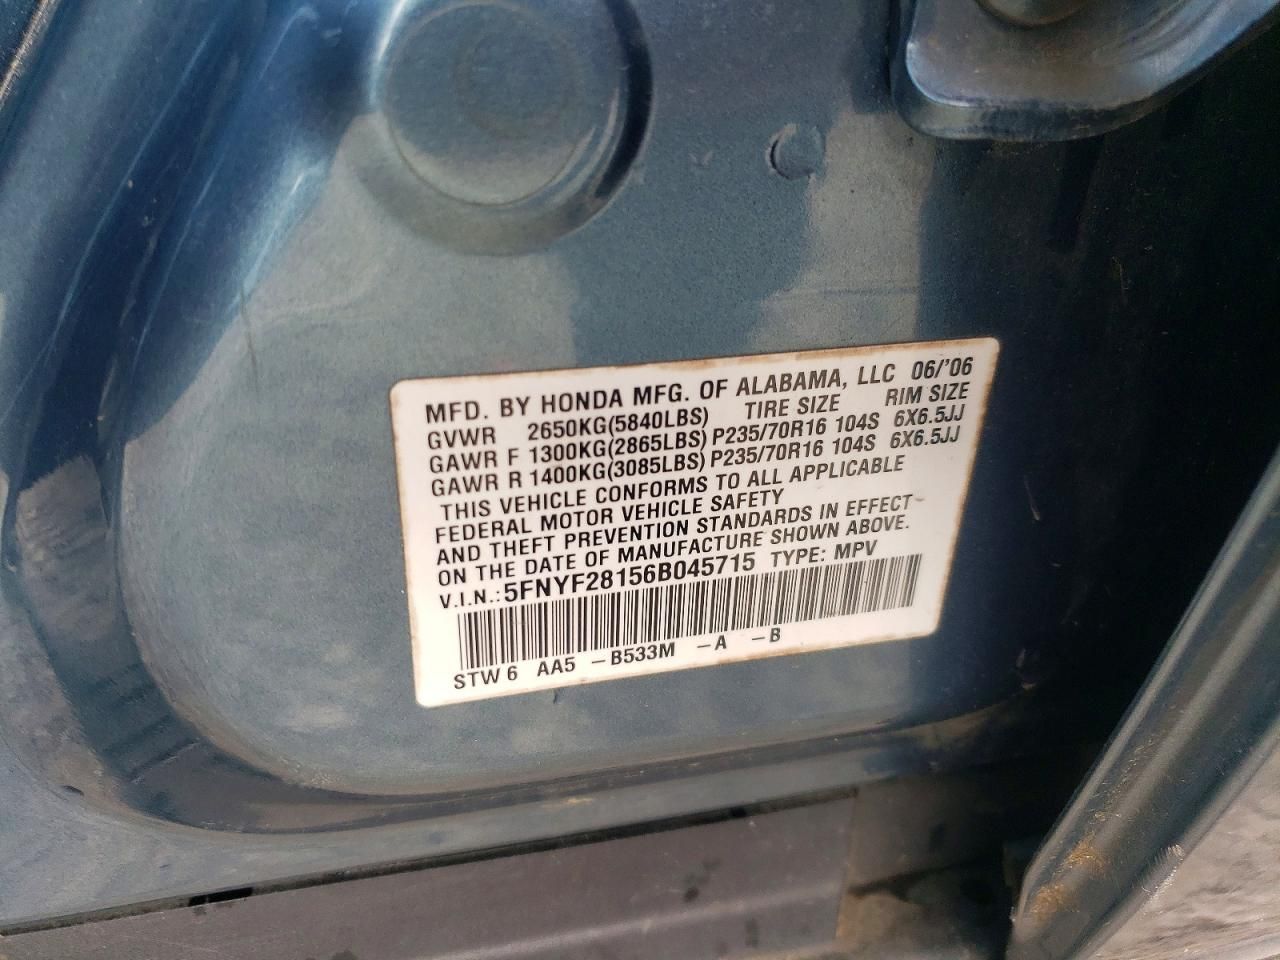 MFD. BY HONDA MFG. OF ALABAMA, LLC 06/'06
GVWR 2650KG(5840LBS) TIRE SIZE RIM SIZE
GAWR F 1300KG(2865LBS) P235/70R16 104S 6X6.5JJ
GAWR R 1400KG(3085LBS) P235/70R16 104S 6X6.5JJ
THIS VEHICLE CONFORMS TO ALL APPLICABLE
FEDERAL MOTOR VEHICLE SAFETY
AND THEFT PREVENTION STANDARDS IN EFFECT
ON THE DATE OF MANUFACTURE SHOWN ABOVE.
V.I.N.: 5FNYF28156B045715 TYPE: MPV
STW 6 AA5 -B533M -A -B